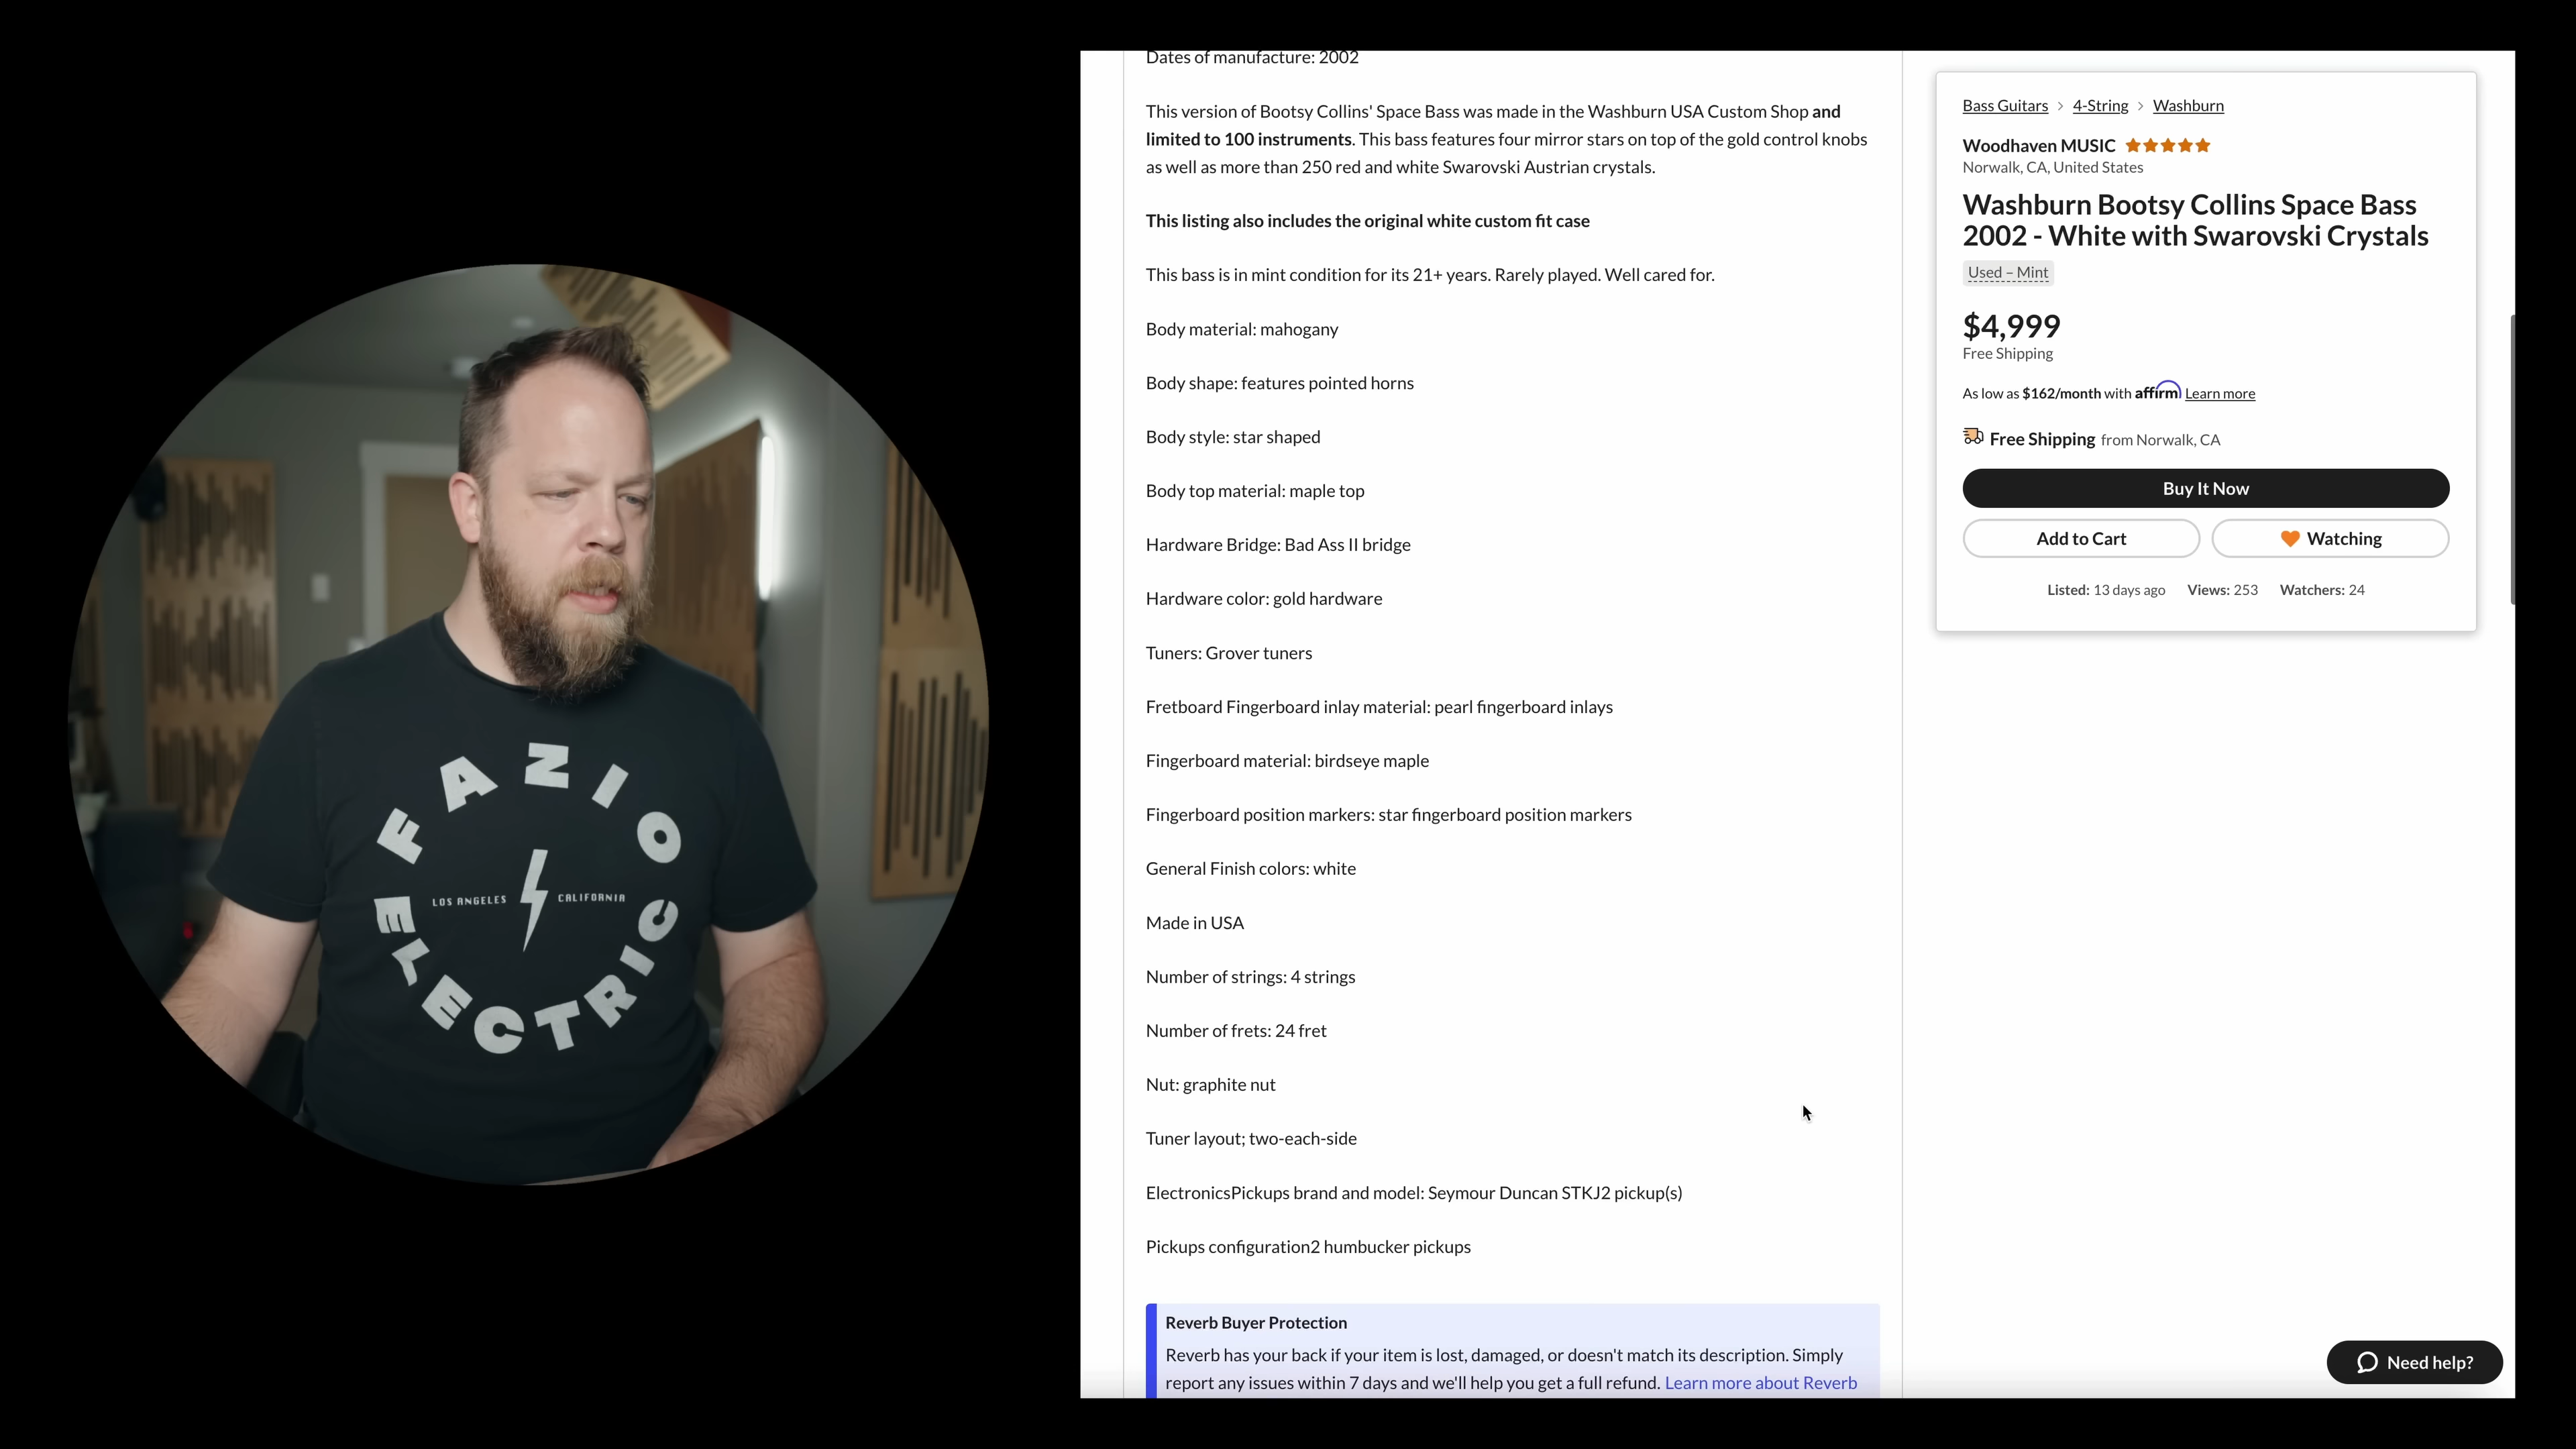 FAZIO
LOS ANGELES CALIFORNIA
ELECTRIC
Dates of manufacture: 2002
This version of Bootsy Collins' Space Bass was made in the Washburn USA Custom Shop and
limited to 100 instruments. This bass features four mirror stars on top of the gold control knobs
as well as more than 250 red and white Swarovski Austrian crystals.
This listing also includes the original white custom fit case
This bass is in mint condition for its 21+ years. Rarely played. Well cared for.
Body material: mahogany
Body shape: features pointed horns
Body style: star shaped
Body top material: maple top
Hardware Bridge: Bad Ass II bridge
Hardware color: gold hardware
Tuners: Grover tuners
Fretboard Fingerboard inlay material: pearl fingerboard inlays
Fingerboard material: birdseye maple
Fingerboard position markers: star fingerboard position markers
General Finish colors: white
Made in USA
Number of strings: 4 strings
Number of frets: 24 fret
Nut: graphite nut
Tuner layout; two-each-side
ElectronicsPickups brand and model: Seymour Duncan STKJ2 pickup(s)
Pickups configuration2 humbucker pickups
Reverb Buyer Protection
Reverb has your back if your item is lost, damaged, or doesn't match its description. Simply
report any issues within 7 days and we'll help you get a full refund. Learn more about Reverb
Bass Guitars > 4-String > Washburn
Woodhaven MUSIC
Norwalk, CA, United States
Washburn Bootsy Collins Space Bass
2002 - White with Swarovski Crystals
Used – Mint
$4,999
Free Shipping
As low as $162/month with affirm Learn more
Free Shipping from Norwalk, CA
Buy It Now
Add to Cart
Watching
Listed: 13 days ago Views: 253 Watchers: 24
Need help?